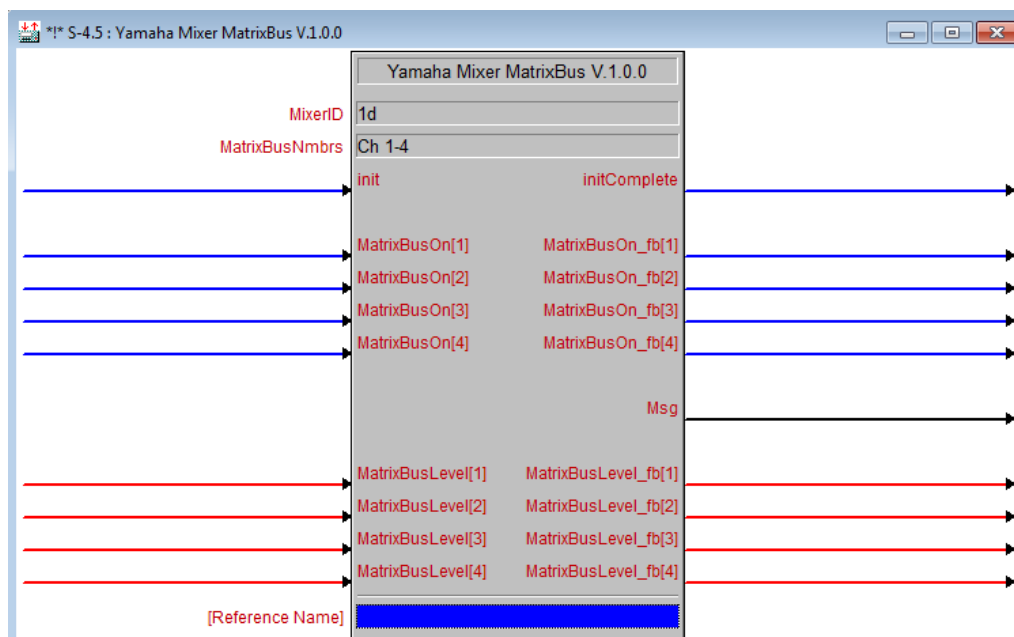 *!* S-4.5 : Yamaha Mixer MatrixBus V.1.0.0
Yamaha Mixer MatrixBus V.1.0.0
MixerID 1d
MatrixBusNmbrs Ch 1-4
init initComplete
MatrixBusOn[1] MatrixBusOn_fb[1]
MatrixBusOn[2] MatrixBusOn_fb[2]
MatrixBusOn[3] MatrixBusOn_fb[3]
MatrixBusOn[4] MatrixBusOn_fb[4]
Msg
MatrixBusLevel[1] MatrixBusLevel_fb[1]
MatrixBusLevel[2] MatrixBusLevel_fb[2]
MatrixBusLevel[3] MatrixBusLevel_fb[3]
MatrixBusLevel[4] MatrixBusLevel_fb[4]
[Reference Name]